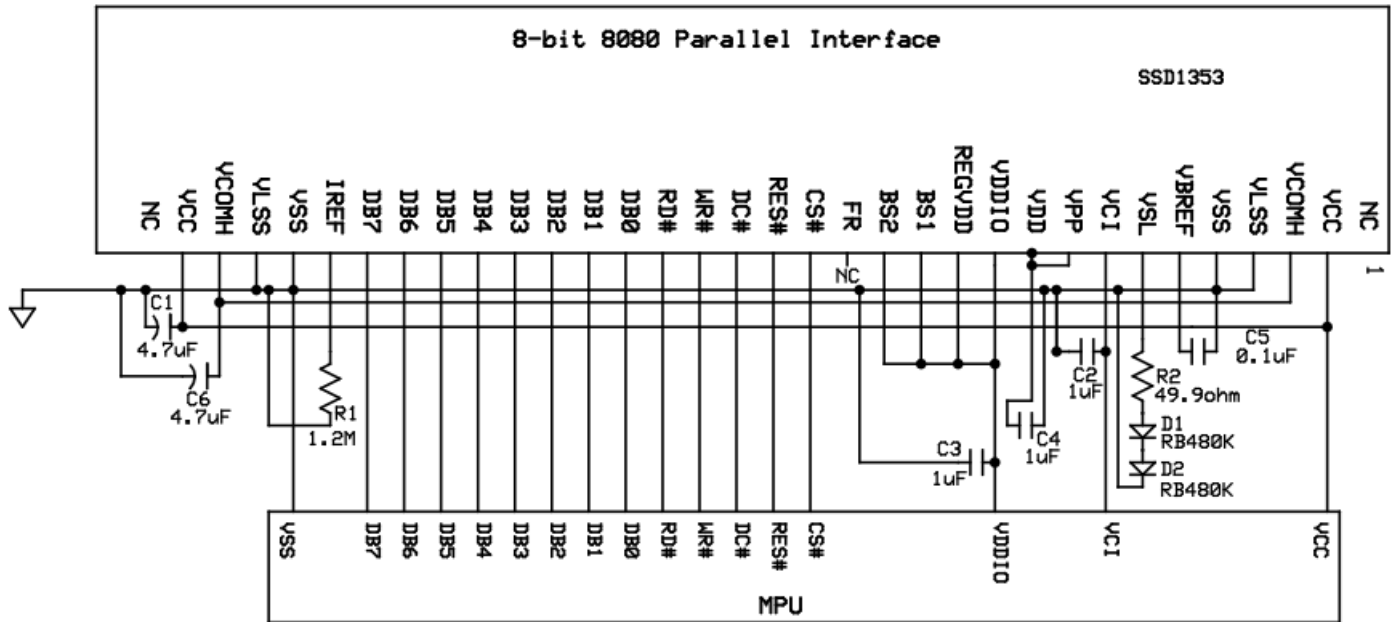 8-bit 8080 Parallel Interface
SSD1353
NC
VCC
VCOMH
VLSS
VSS
IREF
DB7
DB6
DB5
DB4
DB3
DB2
DB1
DB0
RD#
WR#
DC#
RES#
CS#
FR
BS2
BS1
REGVDD
VDDIO
VDD
VPP
VCI
VSL
VBREF
VSS
VLSS
VCOMH
VCC
NC
1
NC
C1
4.7uF
C6
4.7uF
R1
1.2M
C3
1uF
C4
1uF
C2
1uF
R2
49.9ohm
D1
RB480K
D2
RB480K
C5
0.1uF
VSS
DB7
DB6
DB5
DB4
DB3
DB2
DB1
DB0
RD#
WR#
DC#
RES#
CS#
VDDIO
VCI
VCC
MPU